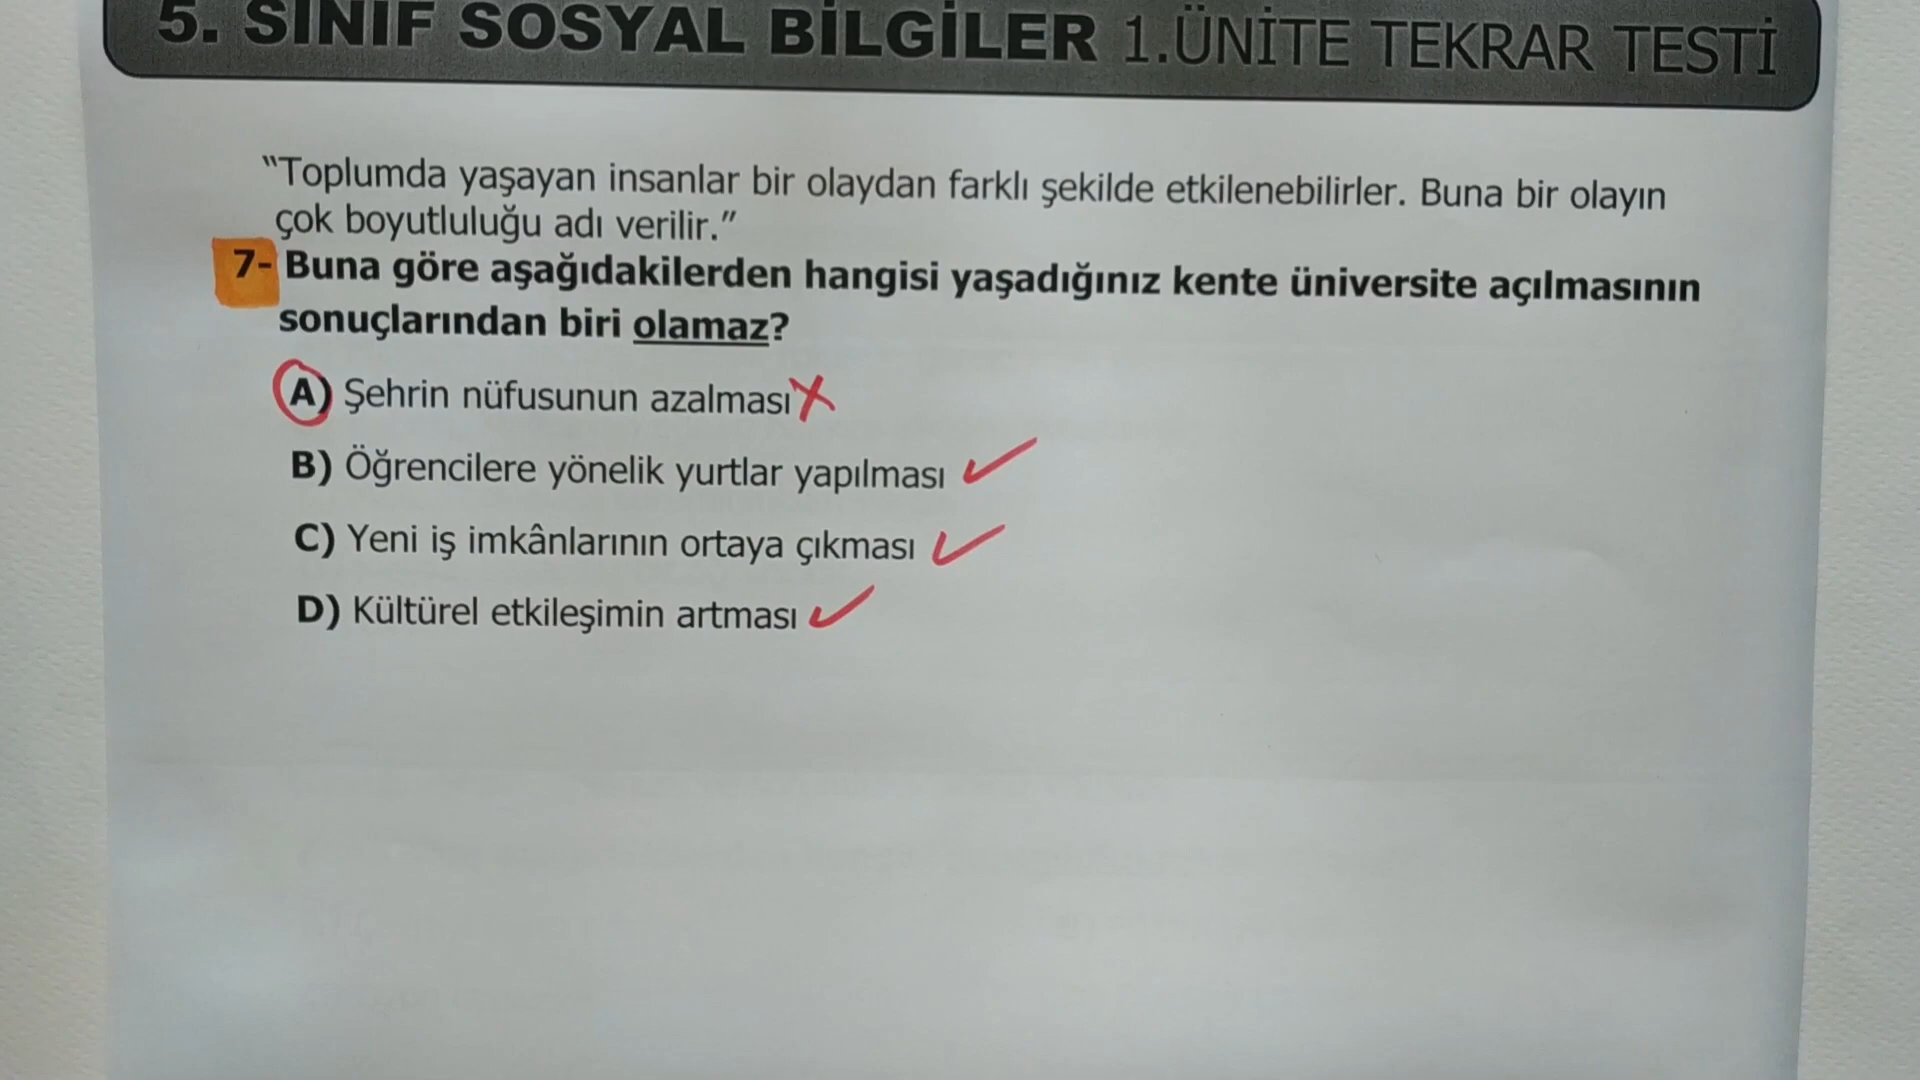 5. SINIF SOSYAL BİLGİLER 1.ÜNİTE TEKRAR TESTİ
"Toplumda yaşayan insanlar bir olaydan farklı şekilde etkilenebilirler. Buna bir olayın
çok boyutluluğu adı verilir."
7- Buna göre aşağıdakilerden hangisi yaşadığınız kente üniversite açılmasının
sonuçlarından biri olamaz?
A) Şehrin nüfusunun azalması
B) Öğrencilere yönelik yurtlar yapılması
C) Yeni iş imkânlarının ortaya çıkması
D) Kültürel etkileşimin artması